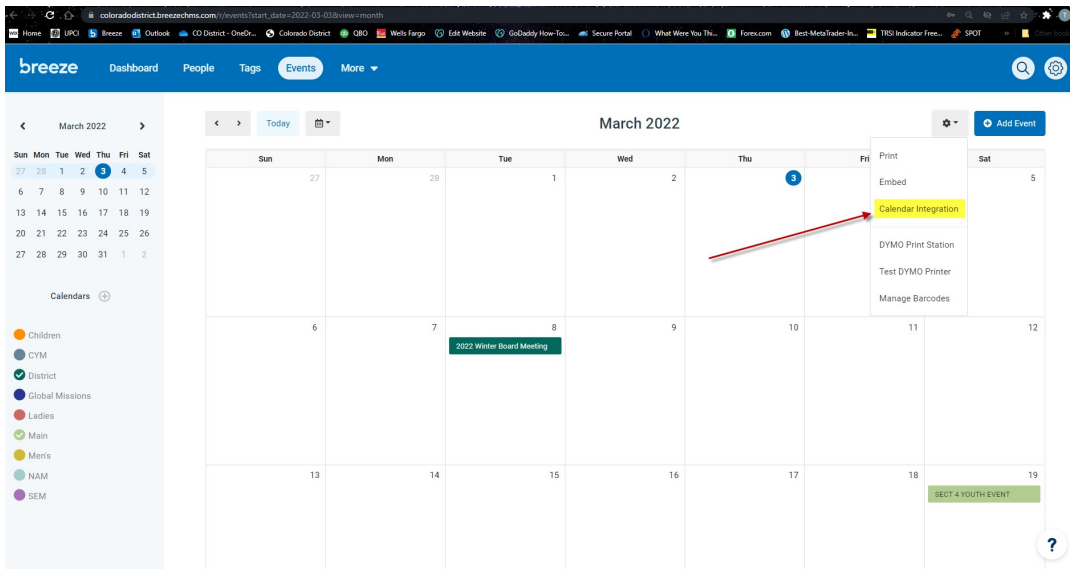 coloradodistrict.breezechms.com/r/events?start_date=2022-03-03&view=month
WIX Home UPCI Breeze Outlook CO District - OneDr... Colorado District QBO Wells Fargo Edit Website GoDaddy How-To:... Secure Portal What Were You Thi... Forex.com Best-MetaTrader-In... TRSI Indicator Free... SPOT » Other book
breeze Dashboard People Tags Events More
March 2022
Sun Mon Tue Wed Thu Fri Sat
27 28 1 2 3 4 5
6 7 8 9 10 11 12
13 14 15 16 17 18 19
20 21 22 23 24 25 26
27 28 29 30 31 1 2
Calendars
Children
CYM
District
Global Missions
Ladies
Main
Men's
NAM
SEM
Today March 2022 Add Event
Sun Mon Tue Wed Thu Fri Sat
27 28 1 2 3 5
Print
Embed
Calendar Integration
DYMO Print Station
Test DYMO Printer
Manage Barcodes
6 7 8 9 10 11 12
2022 Winter Board Meeting
13 14 15 16 17 18 19
SECT 4 YOUTH EVENT
?